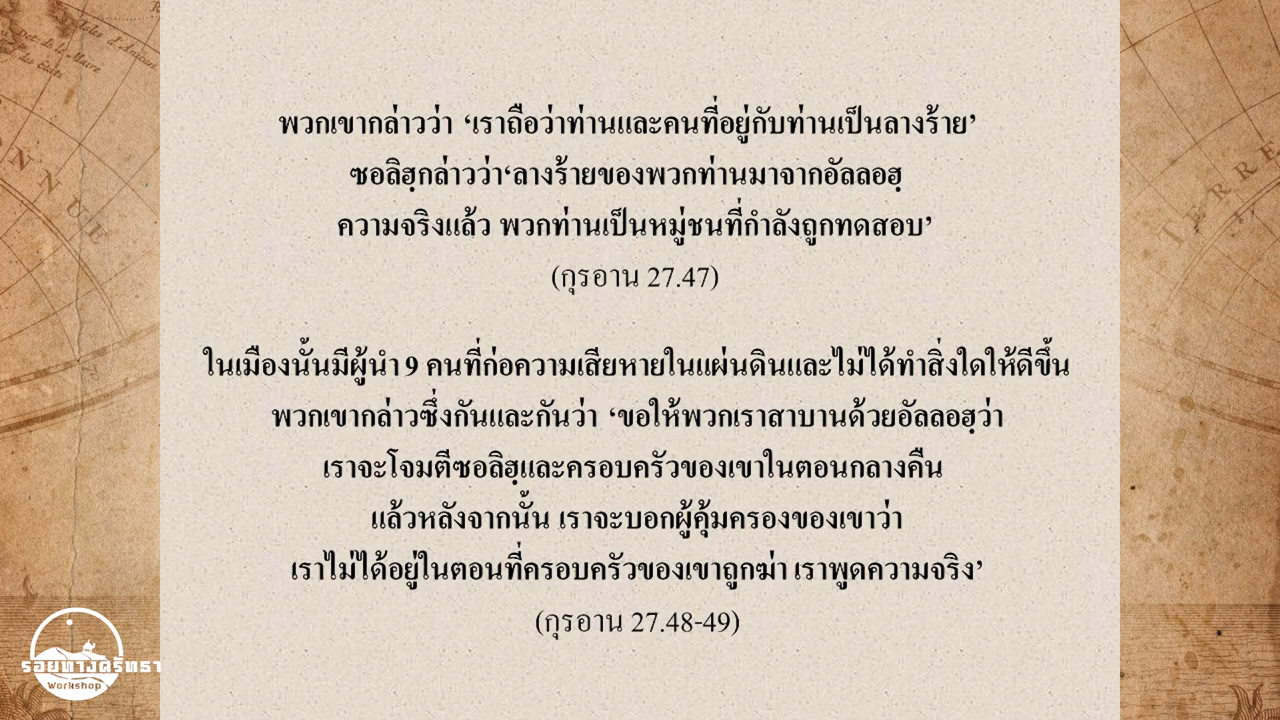 พวกเขากล่าวว่า ‘เราถือว่าท่านและคนที่อยู่กับท่านเป็นลางร้าย’
ซอลิฮฺกล่าวว่า‘ลางร้ายของพวกท่านมาจากอัลลอฮฺ
ความจริงแล้ว พวกท่านเป็นหมู่ชนที่กำลังถูกทดสอบ’
(กุรอาน 27.47)
ในเมืองนั้นมีผู้นำ 9 คนที่ก่อความเสียหายในแผ่นดินและไม่ได้ทำสิ่งใดให้ดีขึ้น
พวกเขากล่าวซึ่งกันและกันว่า ‘ขอให้พวกเราสาบานด้วยอัลลอฮฺว่า
เราจะโจมตีซอลิฮฺและครอบครัวของเขาในตอนกลางคืน
แล้วหลังจากนั้น เราจะบอกผู้คุ้มครองของเขาว่า
เราไม่ได้อยู่ในตอนที่ครอบครัวของเขาถูกฆ่า เราพูดความจริง’
(กุรอาน 27.48-49)
รอยทางศรัทธา
Workshop